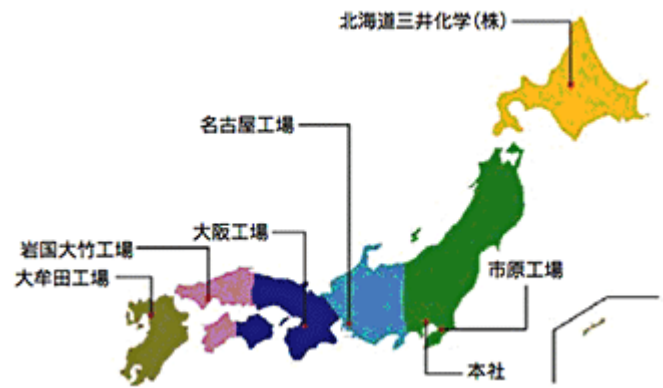 北海道三井化学(株)
名古屋工場
大阪工場
岩国大竹工場
大牟田工場
市原工場
本社